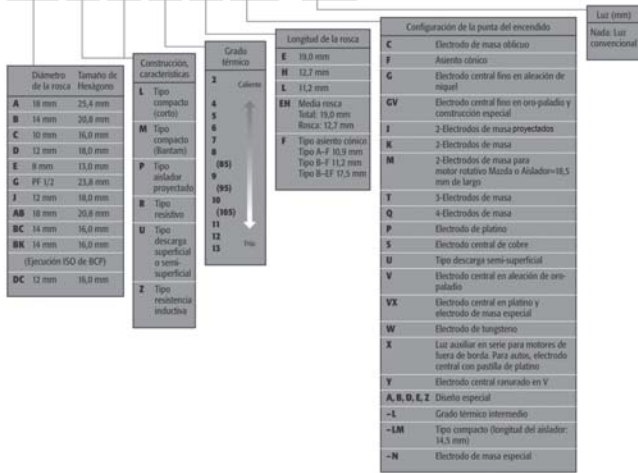 Diámetro de la rosca Tamaño de Hexágono
A 18 mm 25,4 mm
B 14 mm 20,8 mm
C 10 mm 16,0 mm
D 12 mm 18,0 mm
E 8 mm 13,0 mm
G PF 1/2 23,8 mm
J 12 mm 18,0 mm
AB 18 mm 20,8 mm
BC 14 mm 16,0 mm
BK 14 mm 16,0 mm
(Ejecución ISO de BCP)
DC 12 mm 16,0 mm
Construcción,
características
L Tipo
compacto
(corto)
M Tipo
compacto
(Bantam)
P Tipo
aislador
proyectado
R Tipo
resistivo
U Tipo
descarga
superficial
o semi-
superficial
Z Tipo
resistencia
inductiva
Grado
térmico
2 Caliente
4
5
6
7
8
(85)
9
(95)
10
(105)
11
12
13 Frío
Longitud de la rosca
E 19,0 mm
H 12,7 mm
L 11,2 mm
EH Media rosca
Total: 19,0 mm
Rosca: 12,7 mm
F Tipo asiento cónico
Tipo A-F 10,9 mm
Tipo B-F 11,2 mm
Tipo B-EF 17,5 mm
Configuración de la punta del encendido
C Electrodo de masa oblicuo
F Asiento cónico
G Electrodo central fino en aleación de
níquel
GV Electrodo central fino en oro-paladio y
construcción especial
J 2-Electrodos de masa proyectados
K 2-Electrodos de masa
M 2-Electrodos de masa para
motor rotativo Mazda o Aislador=18,5
mm de largo
T 3-Electrodos de masa
Q 4-Electrodos de masa
P Electrodo de platino
S Electrodo central de cobre
U Tipo descarga semi-superficial
V Electrodo central en aleación de oro-
paladio
VX Electrodo central en platino y
electrodo de masa especial
W Electrodo de tungsteno
X Luz auxiliar en serie para motores de
fuera de borda. Para autos, electrodo
central con pastilla de platino
Y Electrodo central ranurado en V
A, B, D, E, Z Diseño especial
-L Grado térmico intermedio
-LM Tipo compacto (longitud del aislador:
14,5 mm)
-N Electrodo de masa especial
Luz (mm)
Nada: Luz
convencional